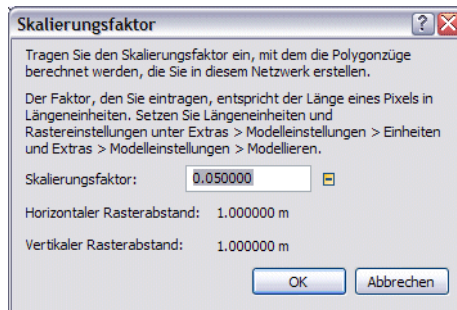 Skalierungsfaktor
Tragen Sie den Skalierungsfaktor ein, mit dem die Polygonzüge
berechnet werden, die Sie in diesem Netzwerk erstellen.
Der Faktor, den Sie eintragen, entspricht der Länge eines Pixels in
Längeneinheiten. Setzen Sie Längeneinheiten und
Rastereinstellungen unter Extras > Modelleinstellungen > Einheiten
und Extras > Modelleinstellungen > Modellieren.
Skalierungsfaktor: 0.050000
Horizontaler Rasterabstand: 1.000000 m
Vertikaler Rasterabstand: 1.000000 m
OK Abbrechen